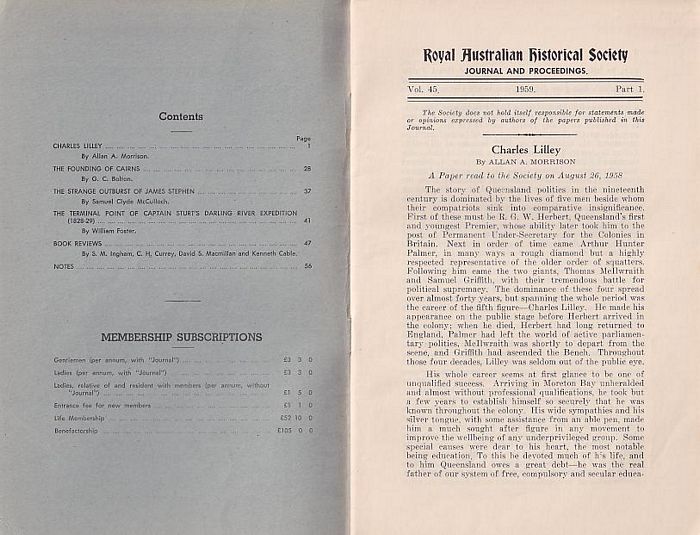 Contents
Page
CHARLES LILLEY 1
By Allan A. Morrison.
THE FOUNDING OF CAIRNS 28
By G. C. Bolton.
THE STRANGE OUTBURST OF JAMES STEPHEN 37
By Samuel Clyde McCulloch.
THE TERMINAL POINT OF CAPTAIN STURT'S DARLING RIVER EXPEDITION
(1828-29) 41
By William Foster.
BOOK REVIEWS 47
By S. M. Ingham, C. H, Currey, David S. Macmillan and Kenneth Cable.
NOTES 56
MEMBERSHIP SUBSCRIPTIONS
Gentlemen (per annum, with "Journal") £3 3 0
Ladies (per annum, with "Journal") £3 3 0
Ladies, relative of and resident with members (per annum, without
"Journal") £1 5 0
Entrance fee for new members £1 1 0
Life Membership £52 10 0
Benefactorship £105 0 0
Royal Australian Historical Society
JOURNAL AND PROCEEDINGS.
Vol. 45. 1959. Part 1.
The Society does not hold itself responsible for statements made
or opinions expressed by authors of the papers published in this
Journal.
Charles Lilley
By ALLAN A. MORRISON
A Paper read to the Society on August 26, 1958
The story of Queensland politics in the nineteenth
century is dominated by the lives of five men beside whom
their compatriots sink into comparative insignificance.
First of these must be R. G. W. Herbert, Queensland's first
and youngest Premier, whose ability later took him to the
post of Permanent Under-Secretary for the Colonies in
Britain. Next in order of time came Arthur Hunter
Palmer, in many ways a rough diamond but a highly
respected representative of the older order of squatters.
Following him came the two giants, Thomas McIlwraith
and Samuel Griffith, with their tremendous battle for
political supremacy. The dominance of these four spread
over almost forty years, but spanning the whole period was
the career of the fifth figure—Charles Lilley. He made his
appearance on the public stage before Herbert arrived in
the colony; when he died, Herbert had long returned to
England, Palmer had left the world of active parliamen-
tary politics, McIlwraith was shortly to depart from the
scene, and Griffith had ascended the Bench. Throughout
those four decades, Lilley was seldom out of the public eye.
His whole career seems at first glance to be one of
unqualified success. Arriving in Moreton Bay unheralded
and almost without professional qualifications, he took but
a few years to establish himself so securely that he was
known throughout the colony. His wide sympathies and his
silver tongue, with some assistance from an able pen, made
him a much sought after figure in any movement to
improve the wellbeing of any underprivileged group. Some
special causes were dear to his heart, the most notable
being education. To this he devoted much of h's life, and
to him Queensland owes a great debt—he was the real
father of our system of free, compulsory and secular educa-